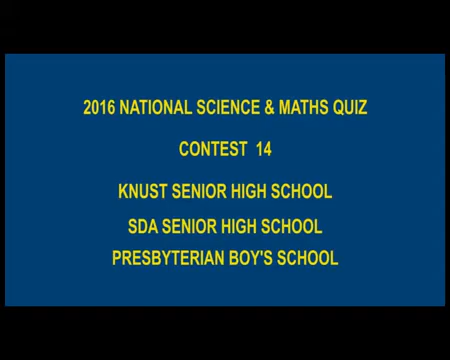 2016 NATIONAL SCIENCE & MATHS QUIZ
CONTEST 14
KNUST SENIOR HIGH SCHOOL
SDA SENIOR HIGH SCHOOL
PRESBYTERIAN BOY'S SCHOOL